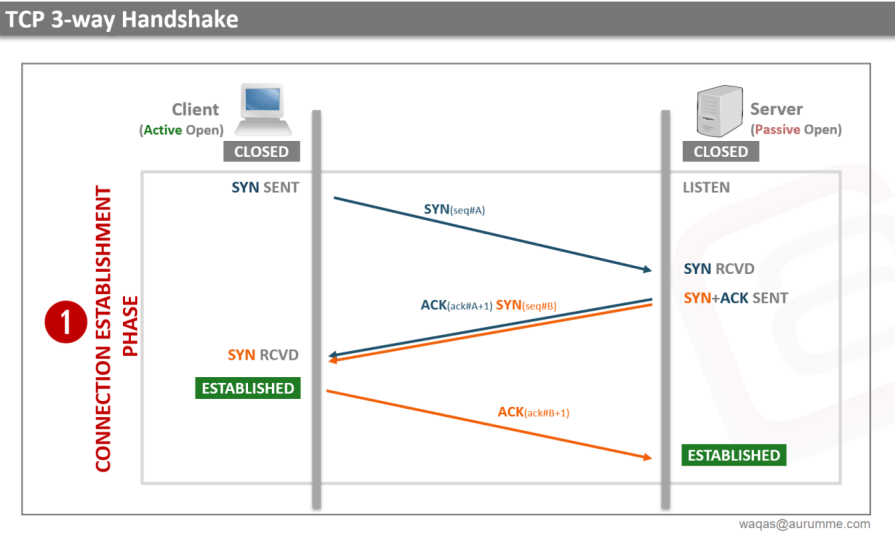 TCP 3-way Handshake
Client
(Active Open)
CLOSED
Server
(Passive Open)
CLOSED
1
CONNECTION ESTABLISHMENT
PHASE
SYN SENT
LISTEN
SYN(seq#A)
SYN RCVD
SYN+ACK SENT
ACK(ack#A+1) SYN(seq#B)
SYN RCVD
ESTABLISHED
ACK(ack#B+1)
ESTABLISHED
waqas@aurumme.com